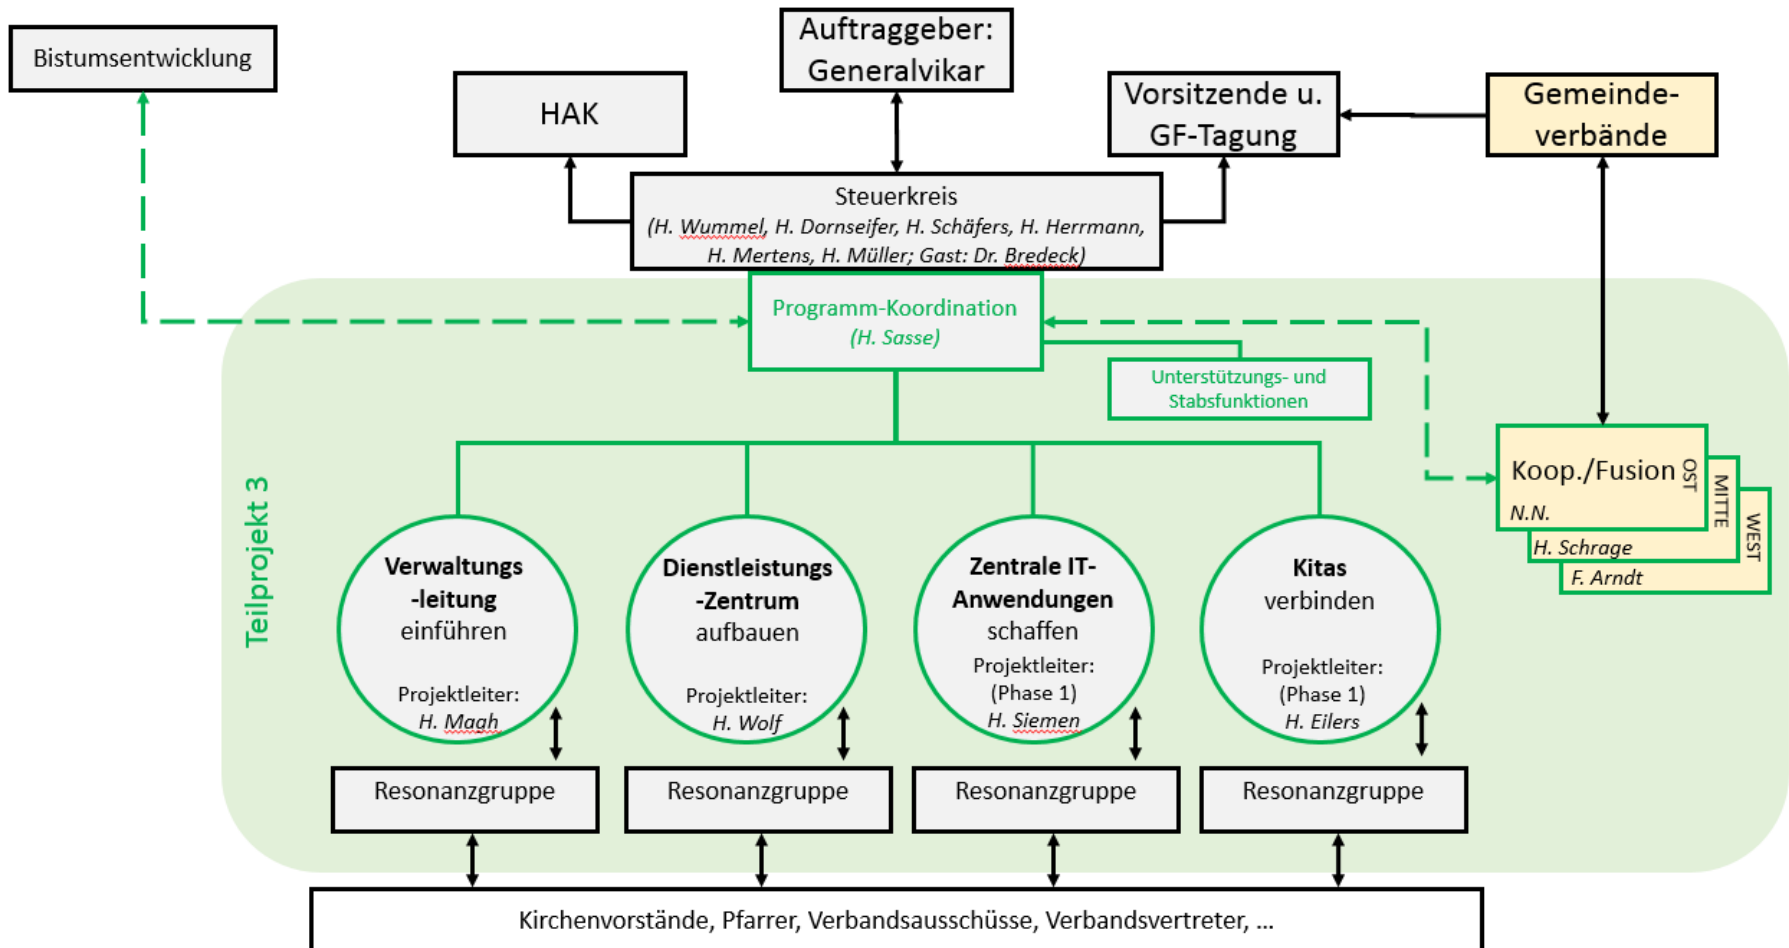 Bistumsentwicklung
Auftraggeber:
Generalvikar
HAK
Vorsitzende u.
GF-Tagung
Gemeinde-
verbände
Steuerkreis
(H. Wummel, H. Dornseifer, H. Schäfers, H. Herrmann,
H. Mertens, H. Müller; Gast: Dr. Bredeck)
Programm-Koordination
(H. Sasse)
Unterstützungs- und
Stabsfunktionen
Koop./Fusion
OST
N.N.
MITTE
H. Schrage
WEST
F. Arndt
Teilprojekt 3
Verwaltungs
-leitung
einführen
Projektleiter:
H. Magh
Dienstleistungs
-Zentrum
aufbauen
Projektleiter:
H. Wolf
Zentrale IT-
Anwendungen
schaffen
Projektleiter:
(Phase 1)
H. Siemen
Kitas
verbinden
Projektleiter:
(Phase 1)
H. Eilers
Resonanzgruppe
Resonanzgruppe
Resonanzgruppe
Resonanzgruppe
Kirchenvorstände, Pfarrer, Verbandsausschüsse, Verbandsvertreter, ...